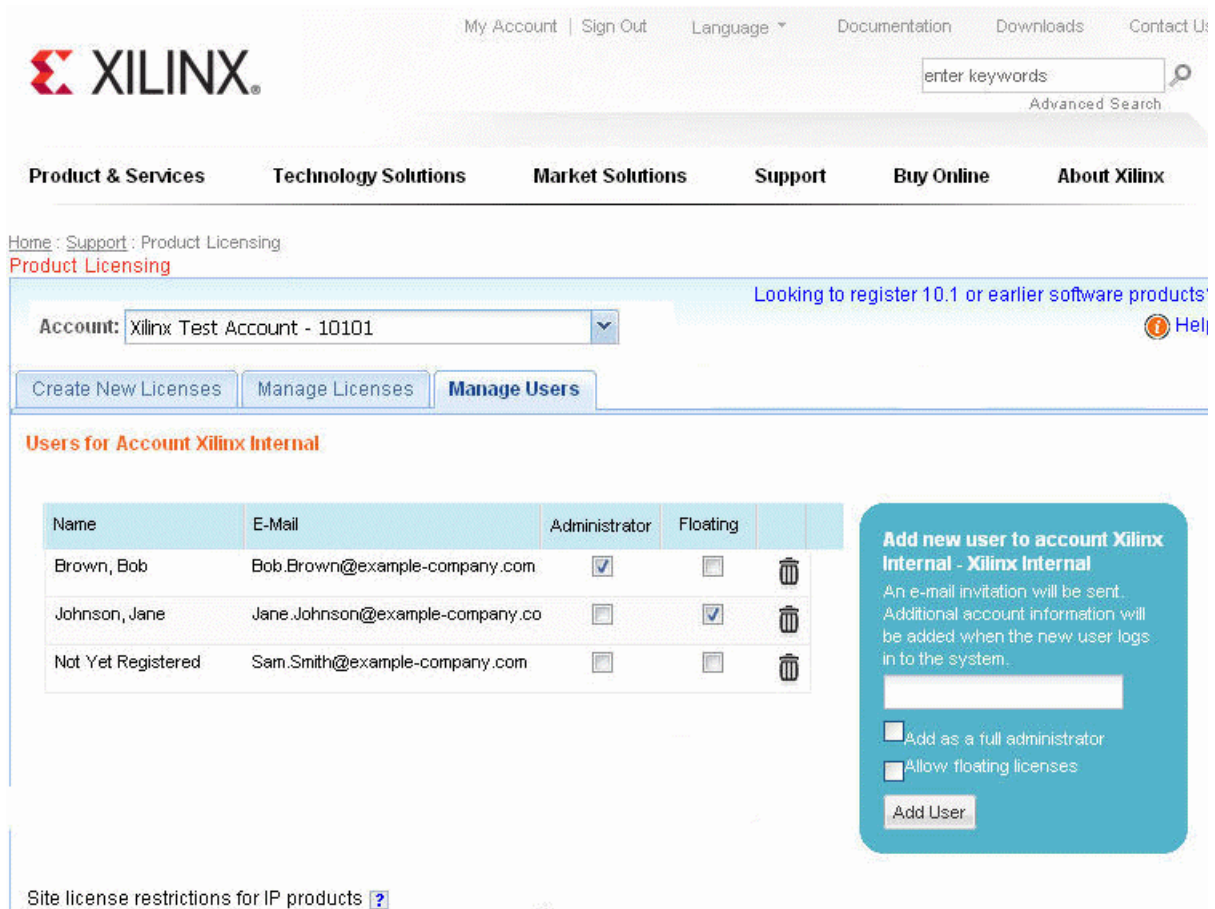 My Account | Sign Out Language Documentation Downloads Contact Us
XILINX®
enter keywords
Advanced Search
Product & Services Technology Solutions Market Solutions Support Buy Online About Xilinx
Home : Support : Product Licensing
Product Licensing
Looking to register 10.1 or earlier software products?
Account: Xilinx Test Account - 10101
Help
Create New Licenses Manage Licenses Manage Users
Users for Account Xilinx Internal
Name E-Mail Administrator Floating
Brown, Bob Bob.Brown@example-company.com
Johnson, Jane Jane.Johnson@example-company.co
Not Yet Registered Sam.Smith@example-company.com
Add new user to account Xilinx
Internal - Xilinx Internal
An e-mail invitation will be sent.
Additional account information will
be added when the new user logs
in to the system.
Add as a full administrator
Allow floating licenses
Add User
Site license restrictions for IP products ?